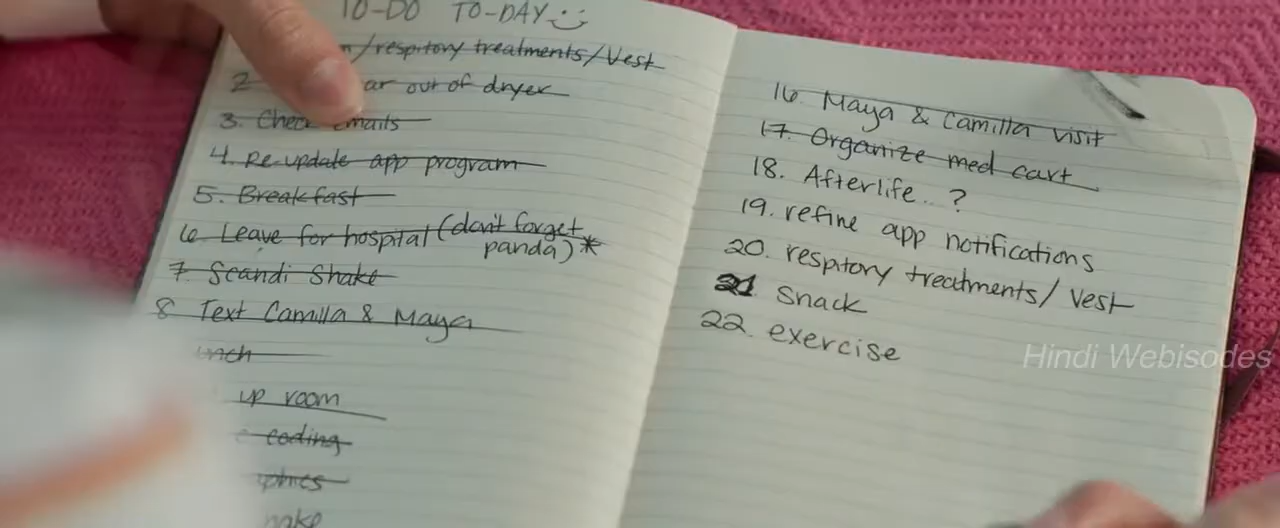 TO-DO TO-DAY
/respitory treatments/Vest
2 out of dryer
3. Check emails
4. Re-update app program
5. Breakfast
6 Leave for hospital (don't forget
panda) *
7. Scandi Shake
8 Text Camilla & Maya
up room
coding
16. Maya & Camilla visit
17. Organize med cart
18. Afterlife..?
19. refine app notifications
20. respitory treatments/Vest
21 Snack
22. exercise
Hindi Webisodes